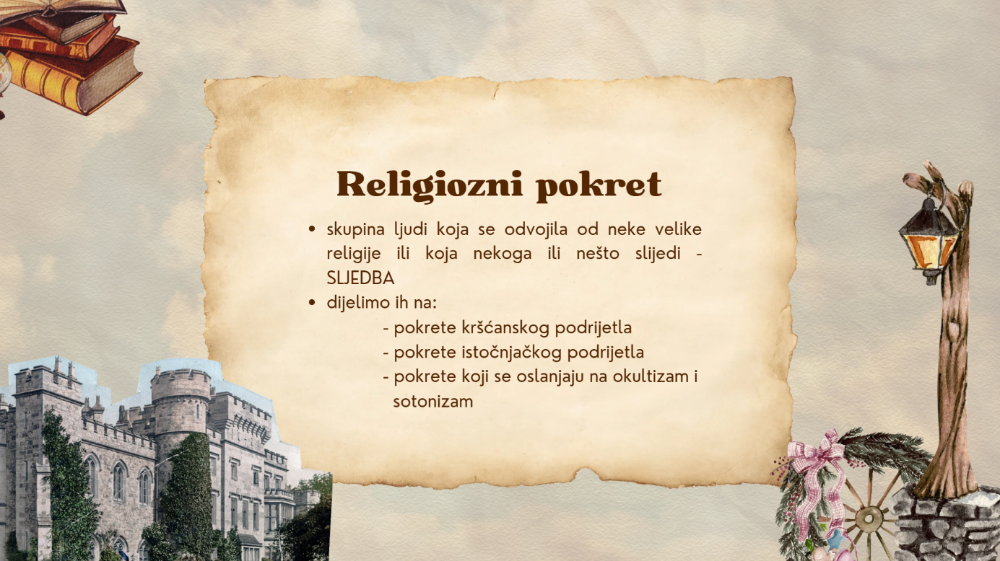 Religiozni pokret
• skupina ljudi koja se odvojila od neke velike
religije ili koja nekoga ili nešto slijedi -
SLJEDBA
• dijelimo ih na:
- pokrete kršćanskog podrijetla
- pokrete istočnjačkog podrijetla
- pokrete koji se oslanjaju na okultizam i
sotonizam